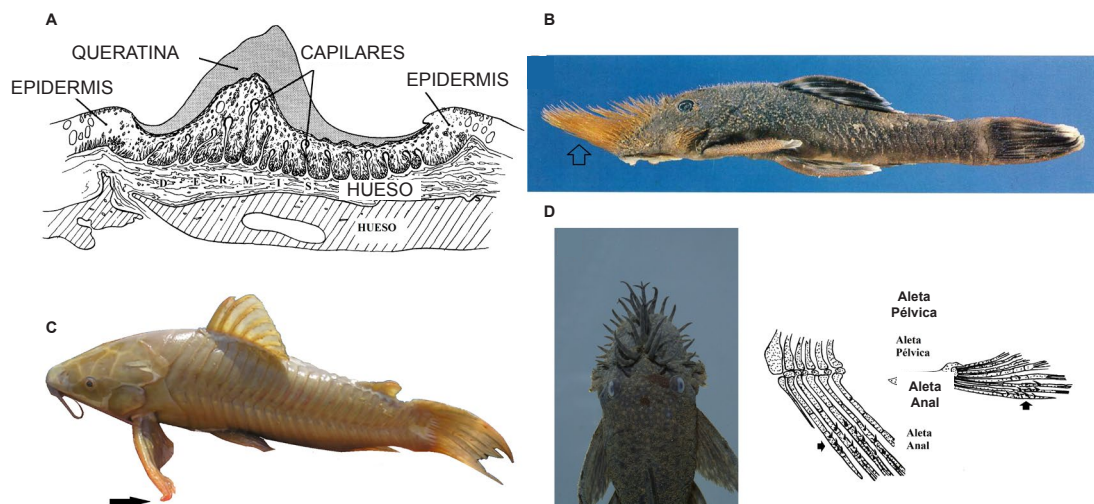 A
QUERATINA
CAPILARES
EPIDERMIS
EPIDERMIS
D E R M I S
HUESO
HUESO
B
C
D
Aleta
Pélvica
Aleta
Pélvica
Aleta
Anal
Aleta
Anal